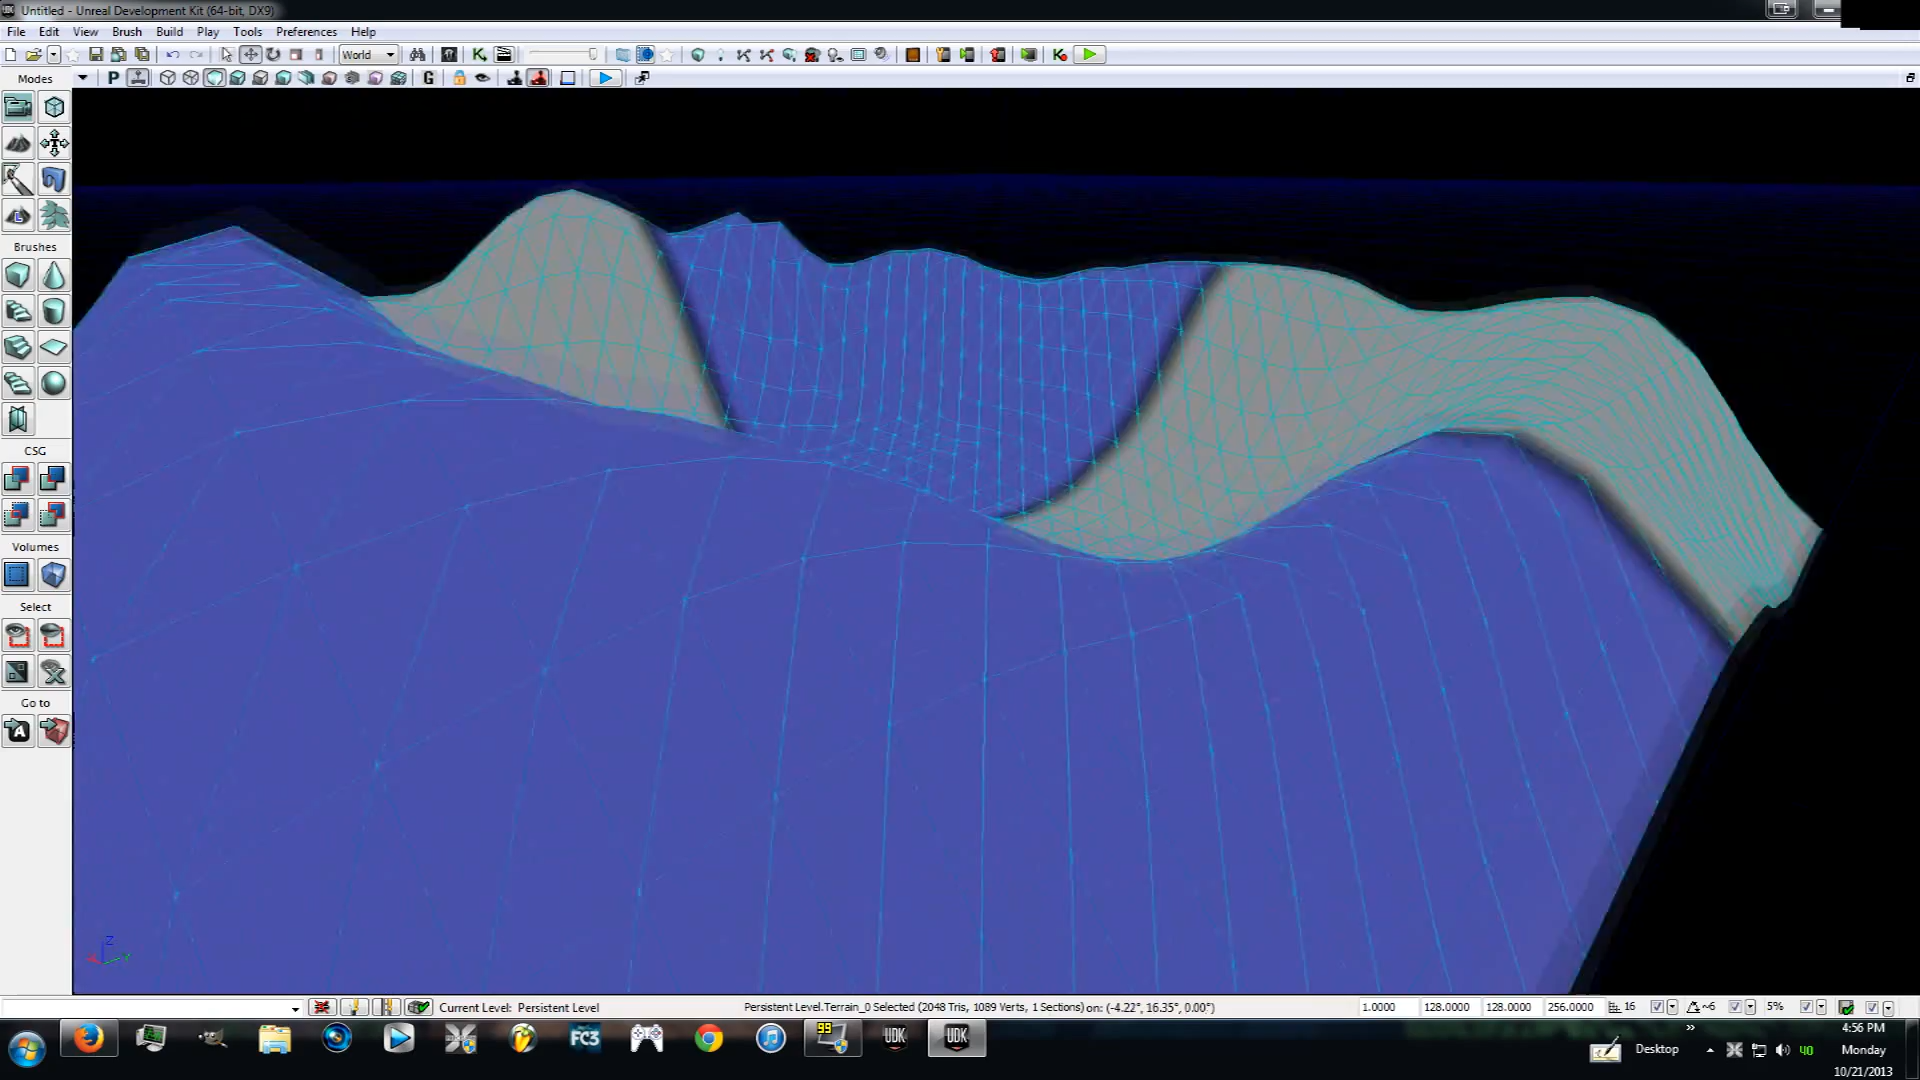 Untitled - Unreal Development Kit (64-bit, DX9)
File Edit View Brush Build Play Tools Preferences Help
World
Modes
P
G
Brushes
CSG
Volumes
Select
Go to
A
Z
Current Level: Persistent Level
Persistent Level.Terrain_0 Selected (2048 Tris, 1089 Verts, 1 Sections) on: (-4.22°, 16.35°, 0.00°)
1.0000 128.0000 128.0000 256.0000 16 ~6 5%
FC3
99
UDK
UDK
Desktop
40
4:56 PM
Monday
10/21/2013